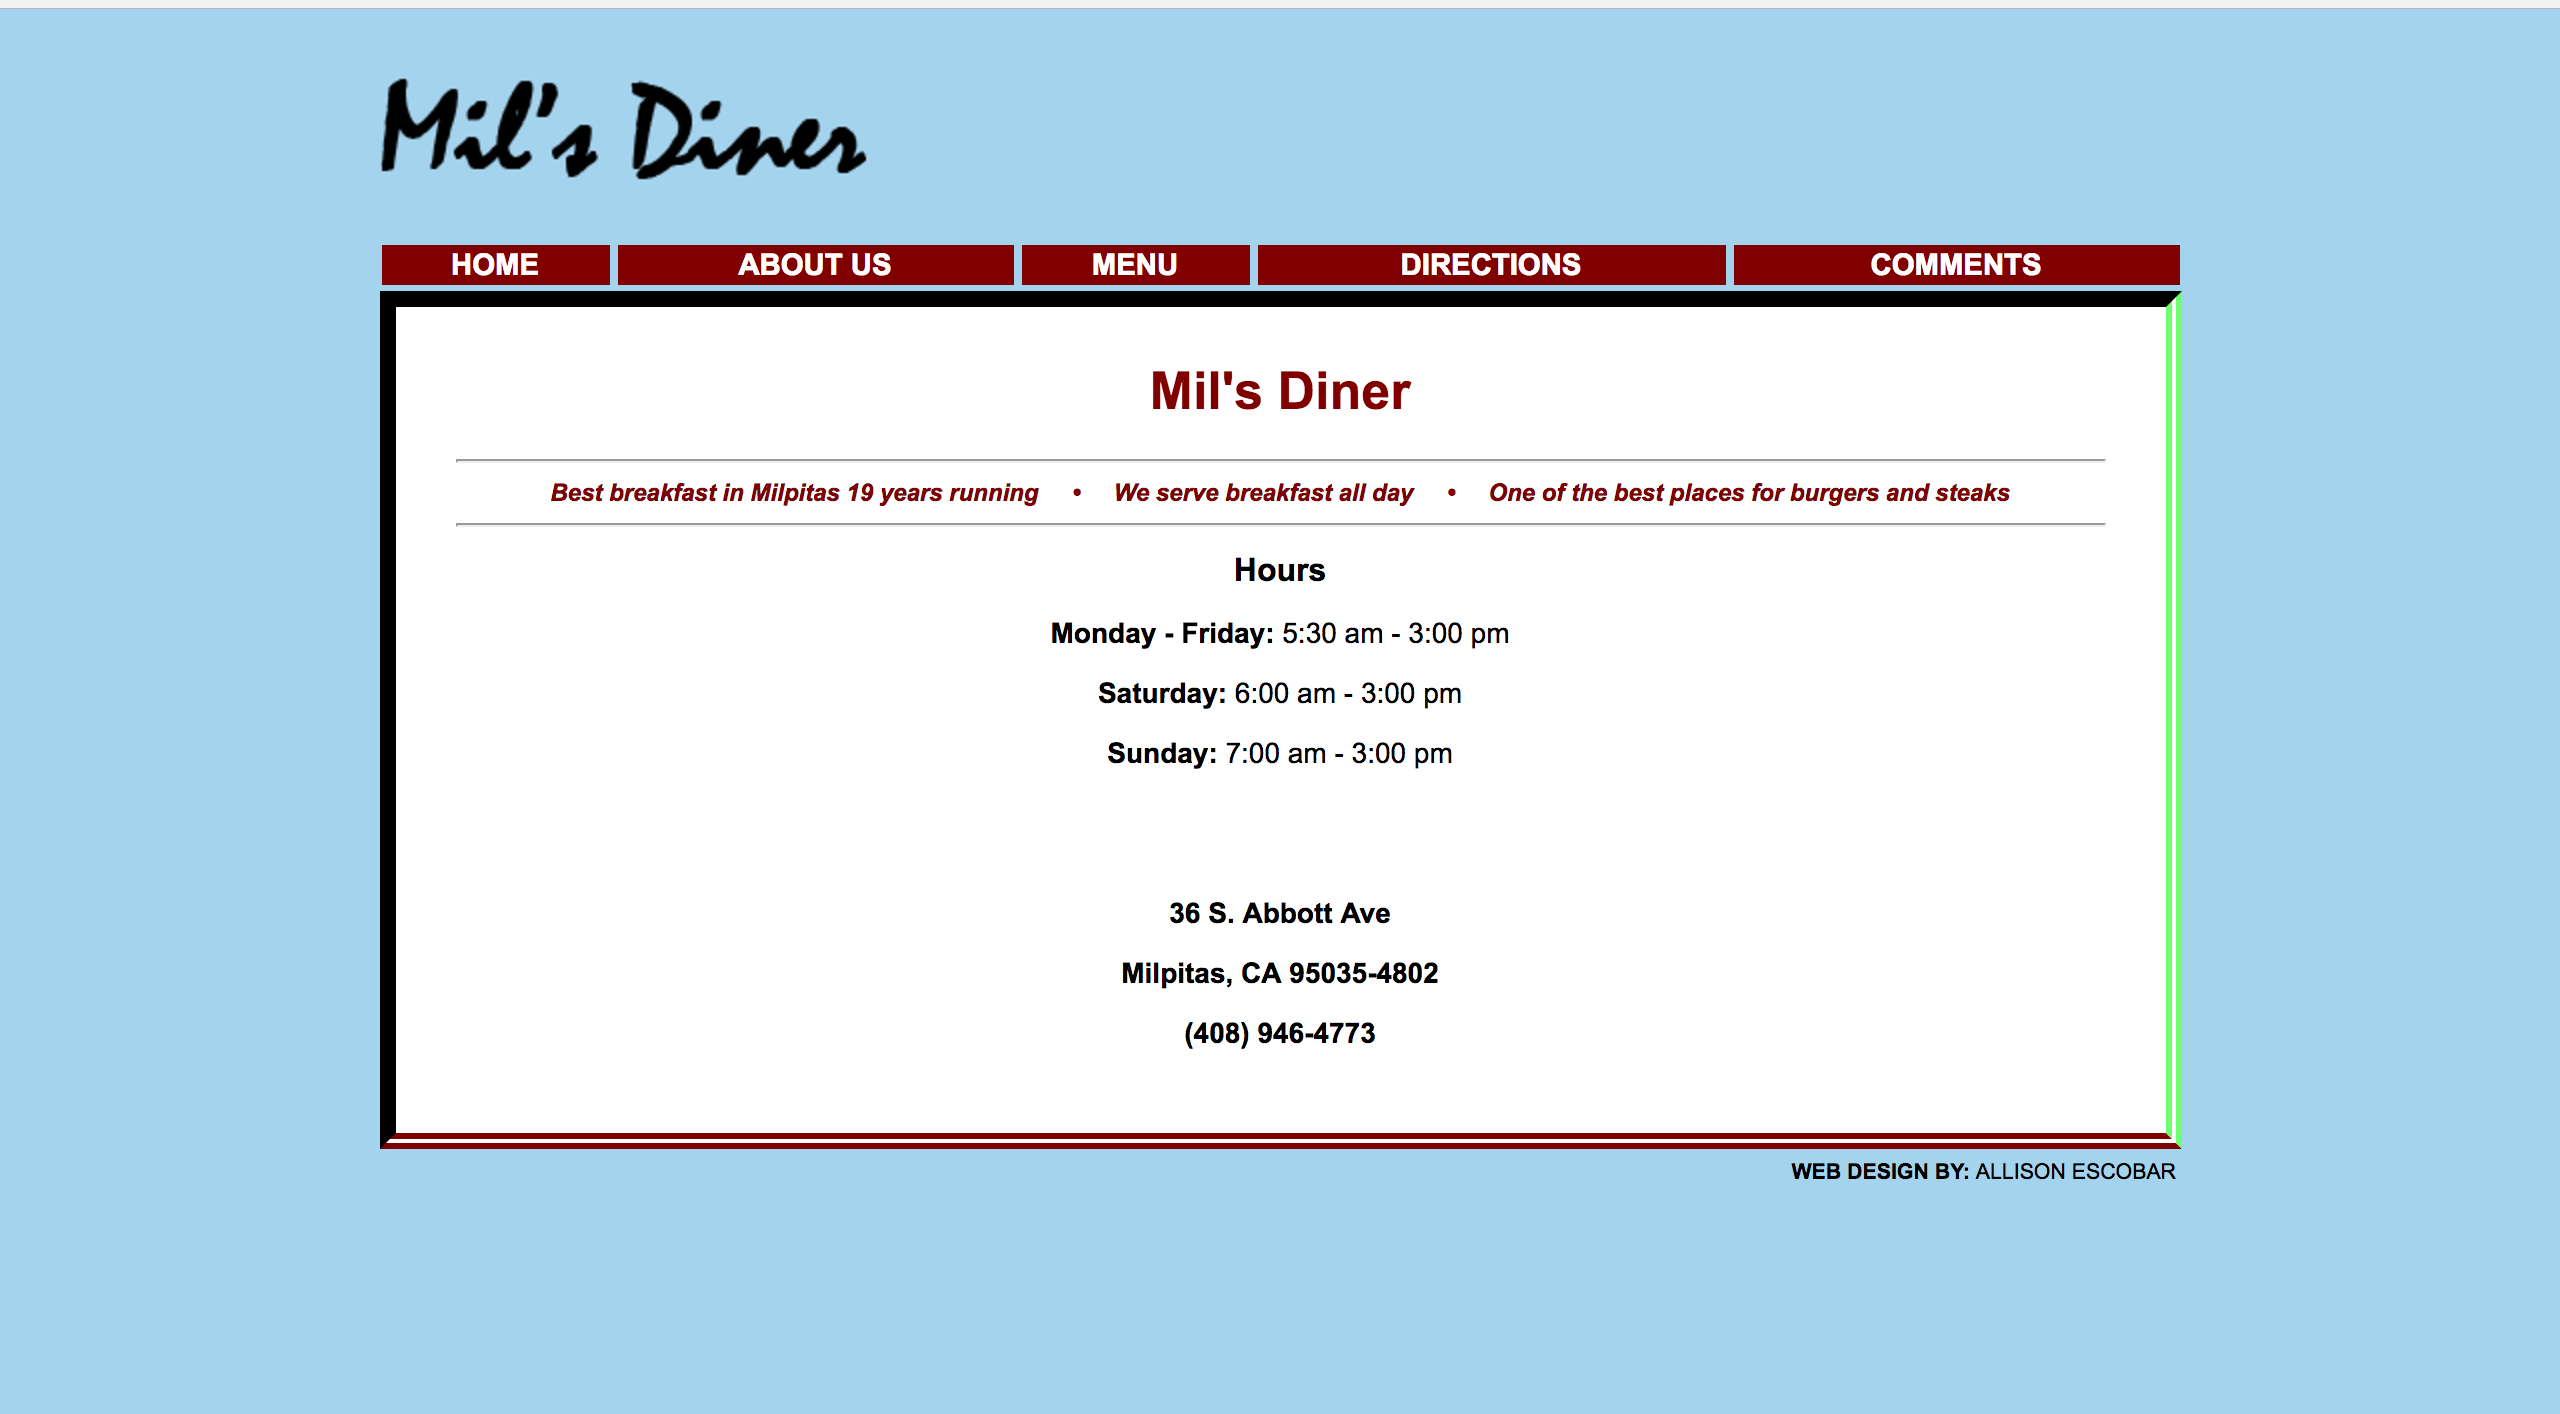 Mil's Diner
HOME ABOUT US MENU DIRECTIONS COMMENTS
Mil's Diner
Best breakfast in Milpitas 19 years running • We serve breakfast all day • One of the best places for burgers and steaks
Hours
Monday - Friday: 5:30 am - 3:00 pm
Saturday: 6:00 am - 3:00 pm
Sunday: 7:00 am - 3:00 pm
36 S. Abbott Ave
Milpitas, CA 95035-4802
(408) 946-4773
WEB DESIGN BY: ALLISON ESCOBAR